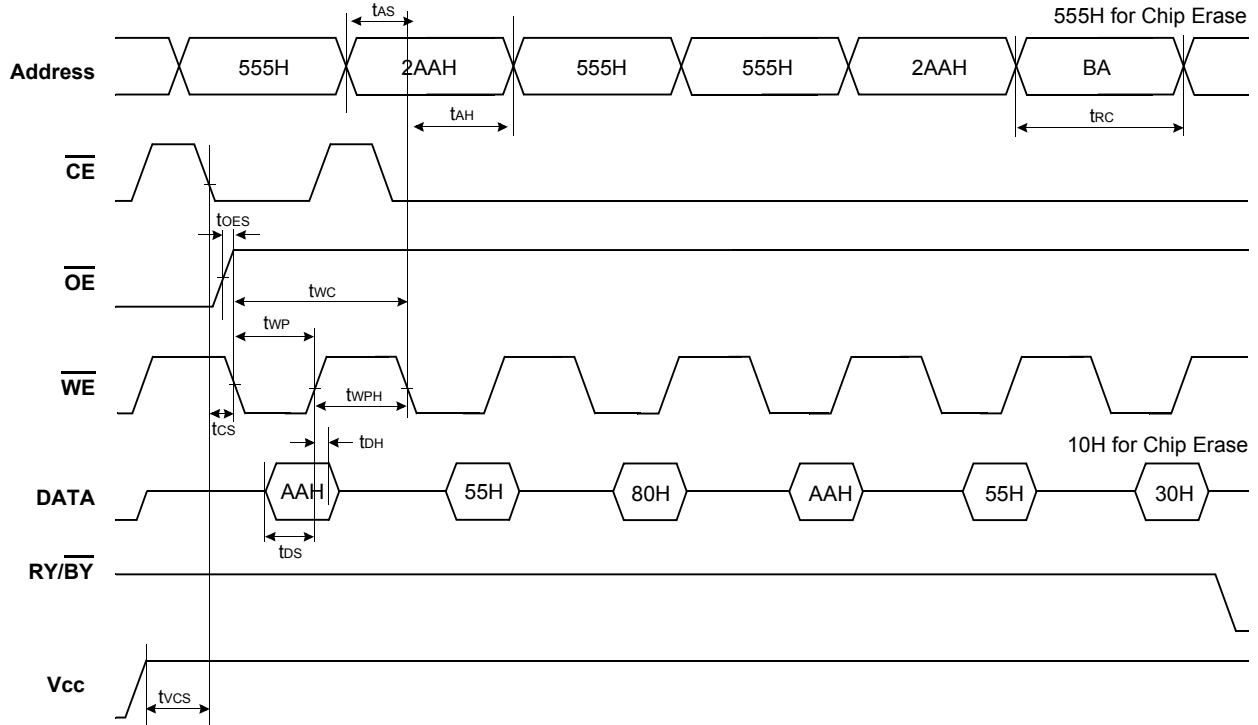 tAS
555H for Chip Erase
Address 555H 2AAH 555H 555H 2AAH BA
tAH tRC
CE
tOES
OE
tWC
tWP
WE
tWPH
tCS
tDH
10H for Chip Erase
DATA AAH 55H 80H AAH 55H 30H
tDS
RY/BY
Vcc
tVCS